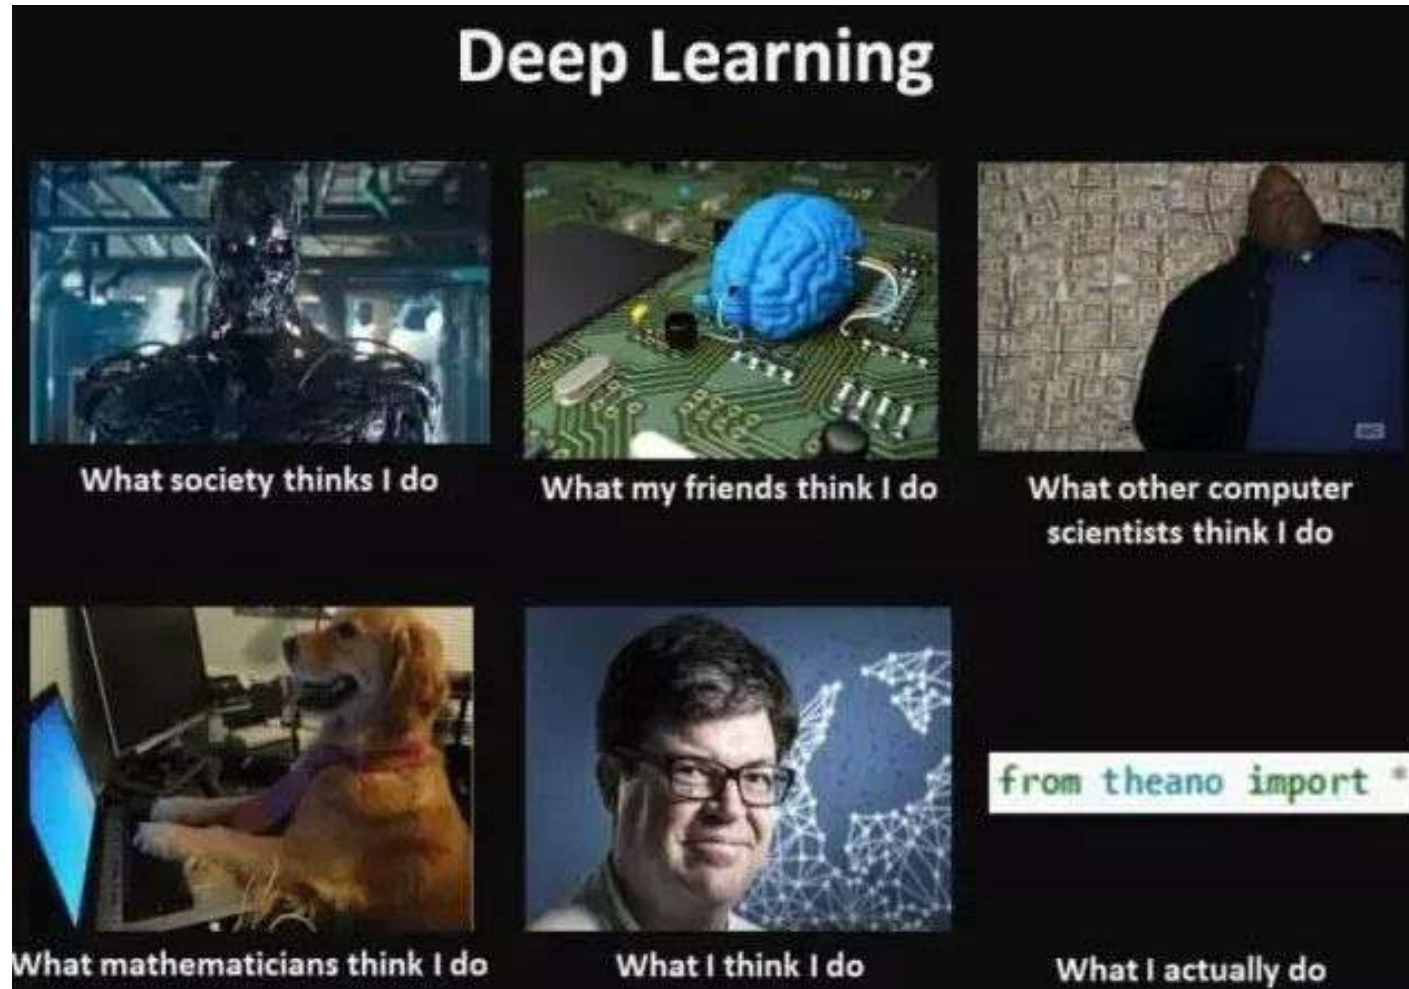 Deep Learning
What society thinks I do
What my friends think I do
What other computer
scientists think I do
What mathematicians think I do
What I think I do
from theano import *
What I actually do